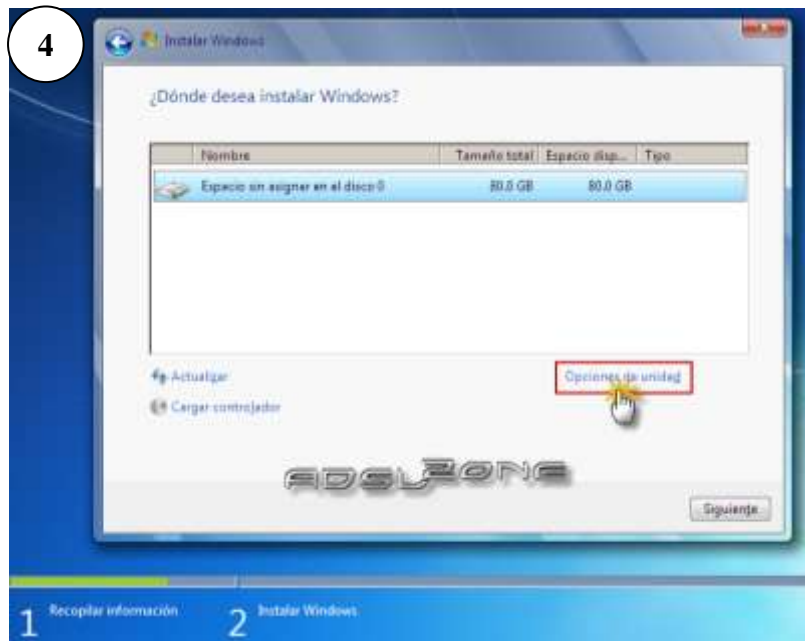 4
Instalar Windows
¿Dónde desea instalar Windows?
Nombre Tamaño total Espacio disp... Tipo
Espacio sin asignar en el disco 0 80.0 GB 80.0 GB
Actualizar
Opciones de unidad
Cargar controlador
ADSLZONE
Siguiente
1 Recopilar información 2 Instalar Windows